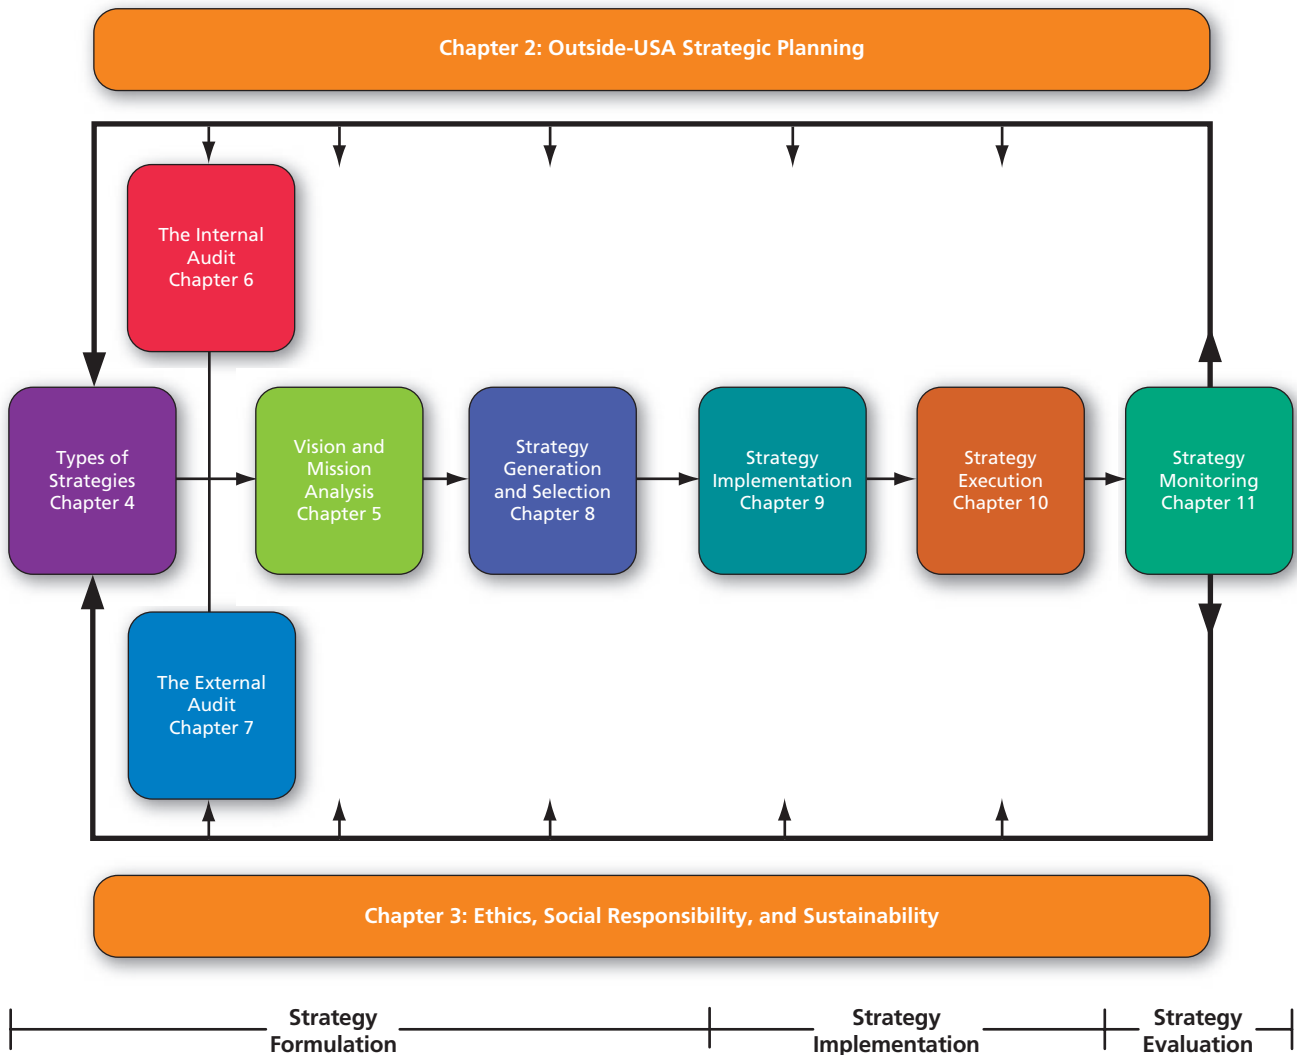 Chapter 2: Outside-USA Strategic Planning
The Internal
Audit
Chapter 6
Types of
Strategies
Chapter 4
Vision and
Mission
Analysis
Chapter 5
Strategy
Generation
and Selection
Chapter 8
Strategy
Implementation
Chapter 9
Strategy
Execution
Chapter 10
Strategy
Monitoring
Chapter 11
The External
Audit
Chapter 7
Chapter 3: Ethics, Social Responsibility, and Sustainability
Strategy
Formulation
Strategy
Implementation
Strategy
Evaluation